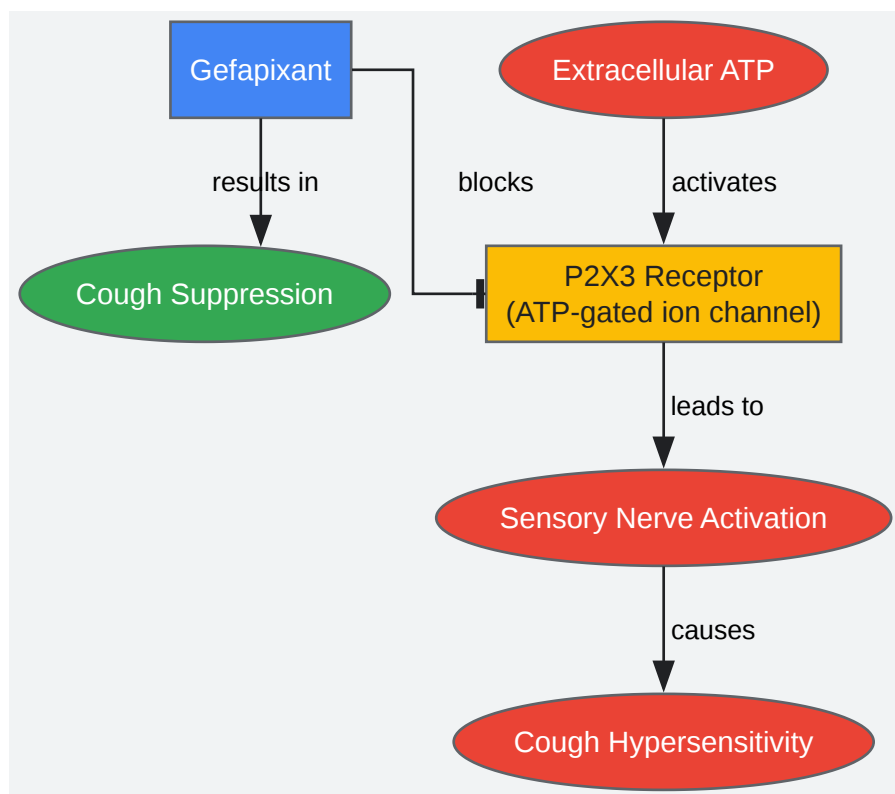 Gefapixant
Extracellular ATP
results in
blocks
activates
Cough Suppression
P2X3 Receptor
(ATP-gated ion channel)
leads to
Sensory Nerve Activation
causes
Cough Hypersensitivity